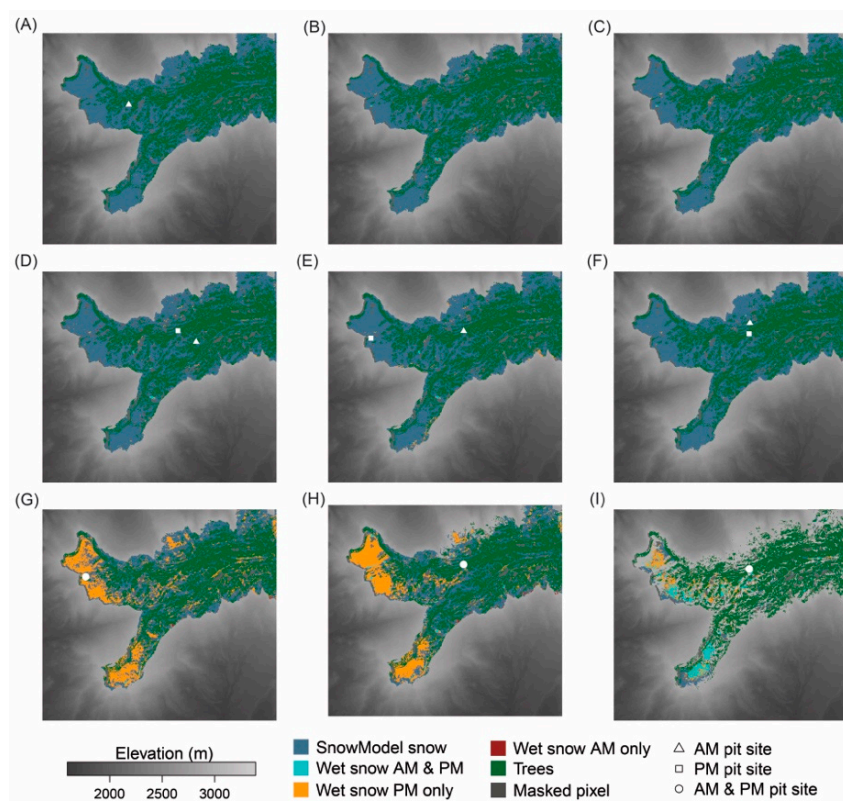 (A)
(B)
(C)
(D)
(E)
(F)
(G)
(H)
(I)
Elevation (m)
2000 2500 3000
SnowModel snow
Wet snow AM & PM
Wet snow PM only
Wet snow AM only
Trees
Masked pixel
AM pit site
PM pit site
AM & PM pit site